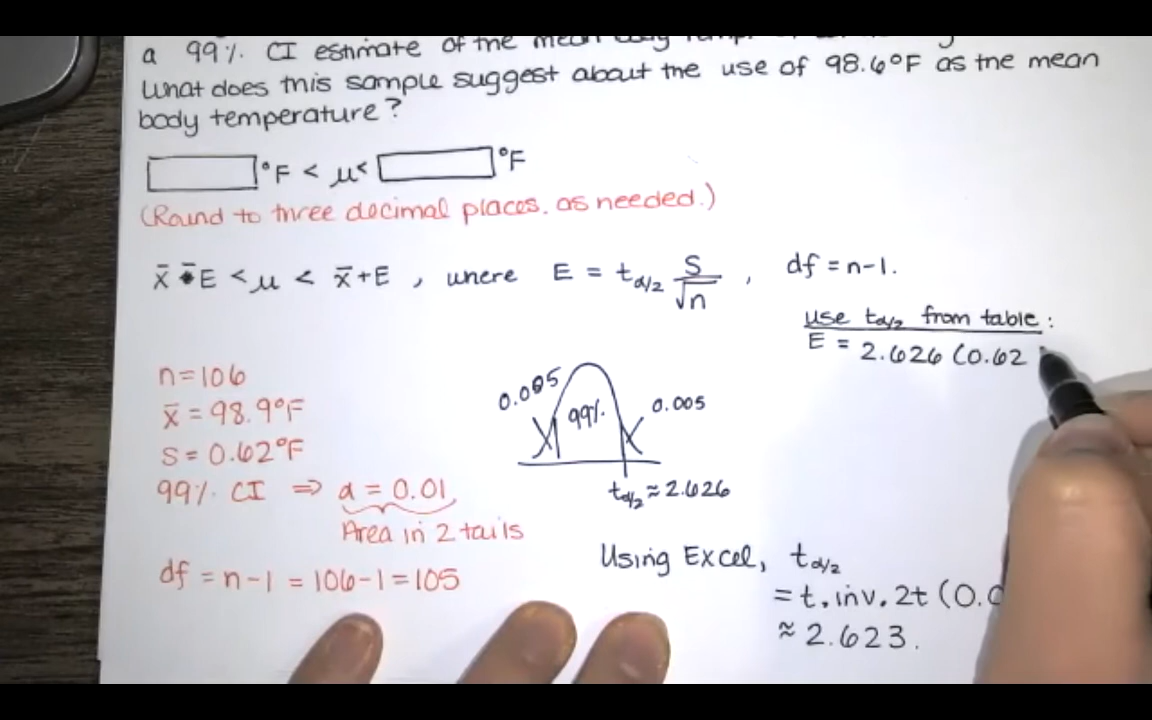 a 99% CI estimate of the mean body temp.
What does this sample suggest about the use of 98.6°F as the mean
body temperature?
°F < μ < °F
(Round to three decimal places, as needed.)
x̄ - E < μ < x̄ + E , where E = tα/2 s/√n , df = n-1.
use tα/2 from table:
E = 2.626 (0.62
n = 106
x̄ = 98.9°F
s = 0.62°F
99% CI ⇒ α = 0.01
Area in 2 tails
df = n - 1 = 106 - 1 = 105
0.005
99%
0.005
tα/2 ≈ 2.626
Using Excel, tα/2
= t.inv.2t (0.0
≈ 2.623.